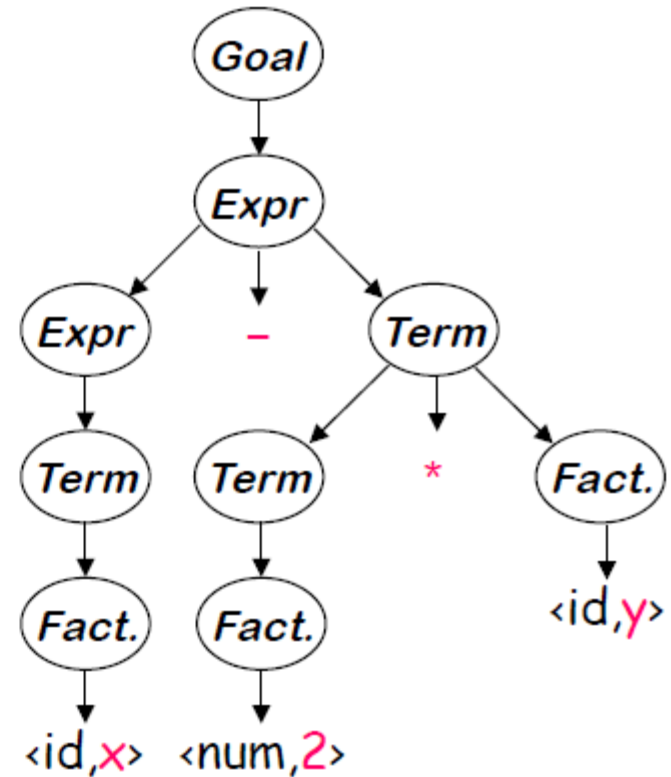 Goal
Expr
Expr – Term
Term Term * Fact.
Fact. Fact. <id,y>
<id,x> <num,2>